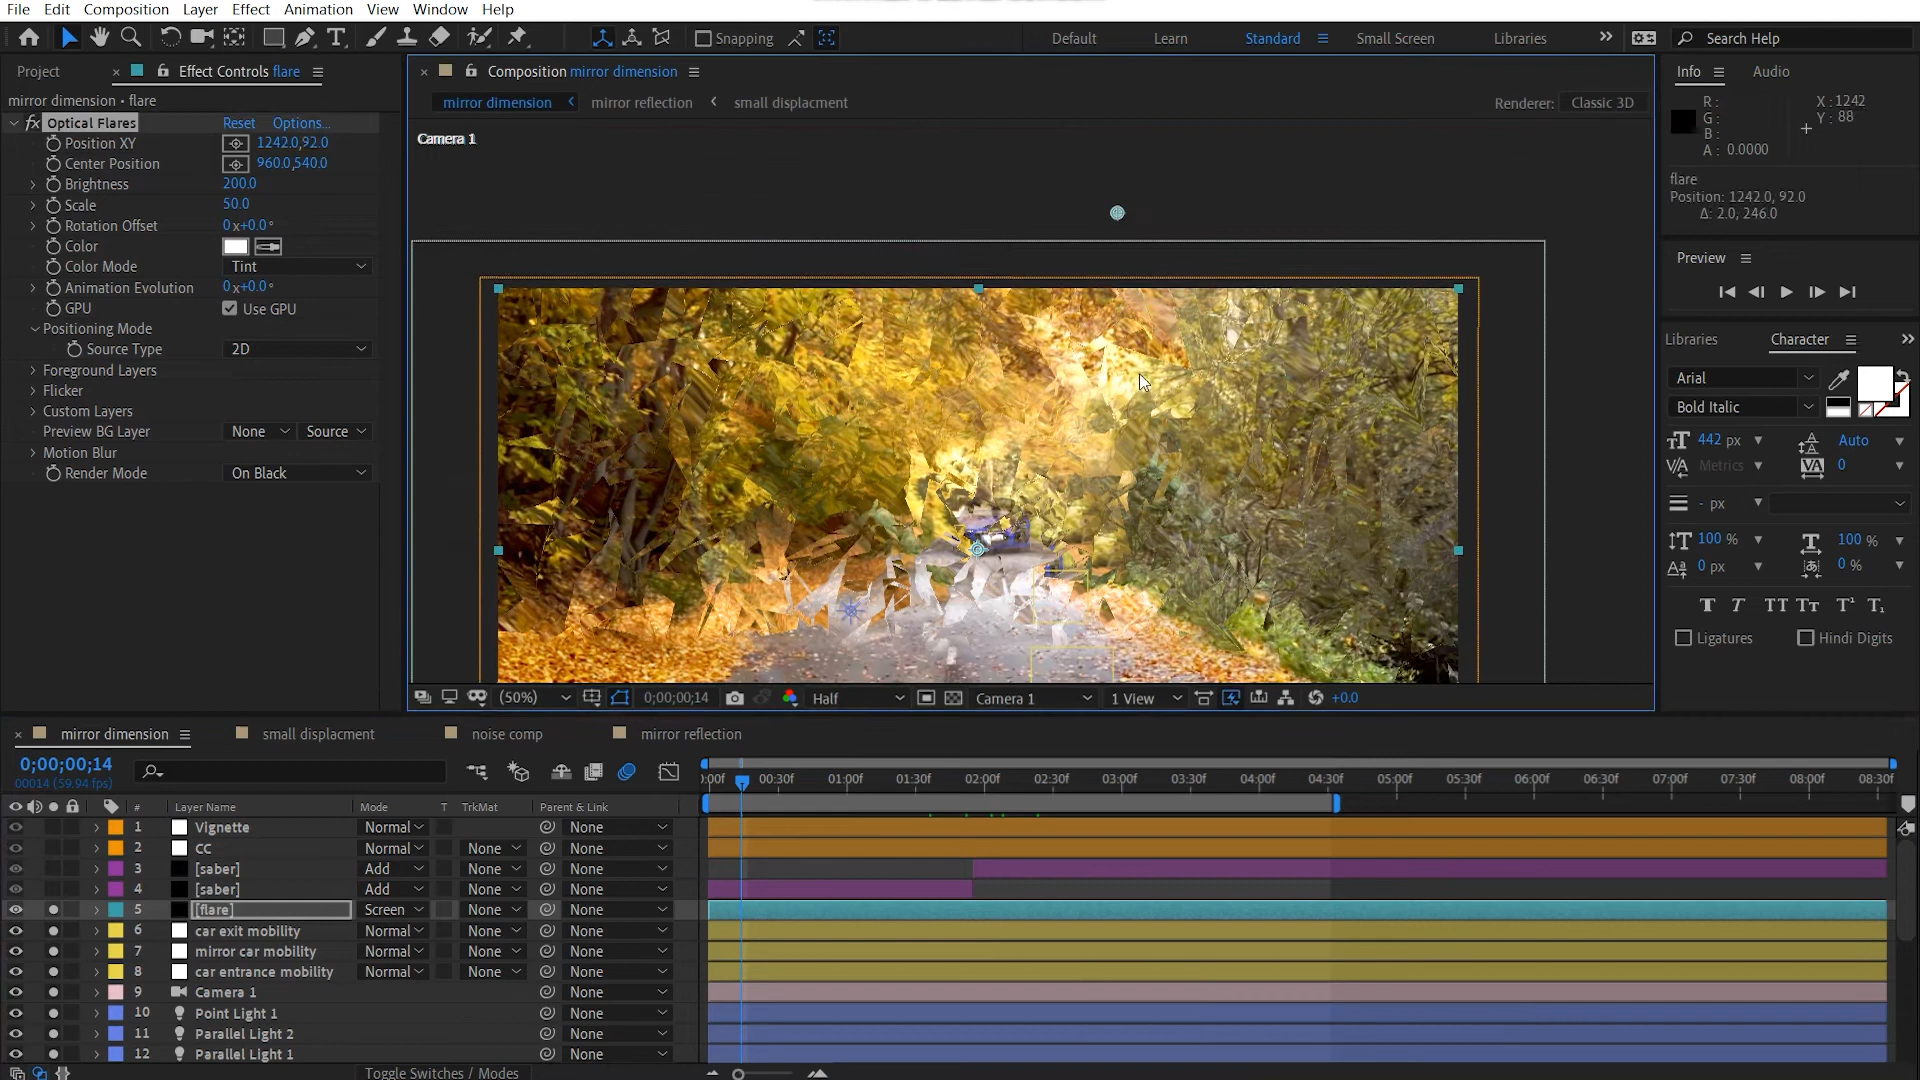 File Edit Composition Layer Effect Animation View Window Help
Snapping
Default Learn Standard Small Screen Libraries
Search Help
Project
Effect Controls flare
mirror dimension • flare
fx Optical Flares Reset Options...
Position XY 1242.0,92.0
Center Position 960.0,540.0
Brightness 200.0
Scale 50.0
Rotation Offset 0x+0.0°
Color
Color Mode Tint
Animation Evolution 0x+0.0°
GPU Use GPU
Positioning Mode
Source Type 2D
Foreground Layers
Flicker
Custom Layers
Preview BG Layer None Source
Motion Blur
Render Mode On Black
Composition mirror dimension
mirror dimension mirror reflection small displacment
Renderer: Classic 3D
Camera 1
(50%) 0;00;00;14 Half Camera 1 1 View +0.0
Info Audio
R:
G:
B:
A: 0.0000
X: 1242
Y: 88
flare
Position: 1242.0, 92.0
Δ: 2.0, 246.0
Preview
Libraries Character
Arial
Bold Italic
442 px Auto
Metrics 0
- px
100 % 100 %
0 px 0 %
T T TT Tт T¹ T₁
Ligatures Hindi Digits
mirror dimension small displacment noise comp mirror reflection
0;00;00;14
00014 (59.94 fps)
):00f 00:30f 01:00f 01:30f 02:00f 02:30f 03:00f 03:30f 04:00f 04:30f 05:00f 05:30f 06:00f 06:30f 07:00f 07:30f 08:00f 08:30f
# Layer Name Mode T TrkMat Parent & Link
1 Vignette Normal None
2 CC Normal None None
3 [saber] Add None None
4 [saber] Add None None
5 [flare] Screen None None
6 car exit mobility Normal None None
7 mirror car mobility Normal None None
8 car entrance mobility Normal None None
9 Camera 1 None
10 Point Light 1 None
11 Parallel Light 2 None
12 Parallel Light 1 None
Toggle Switches / Modes